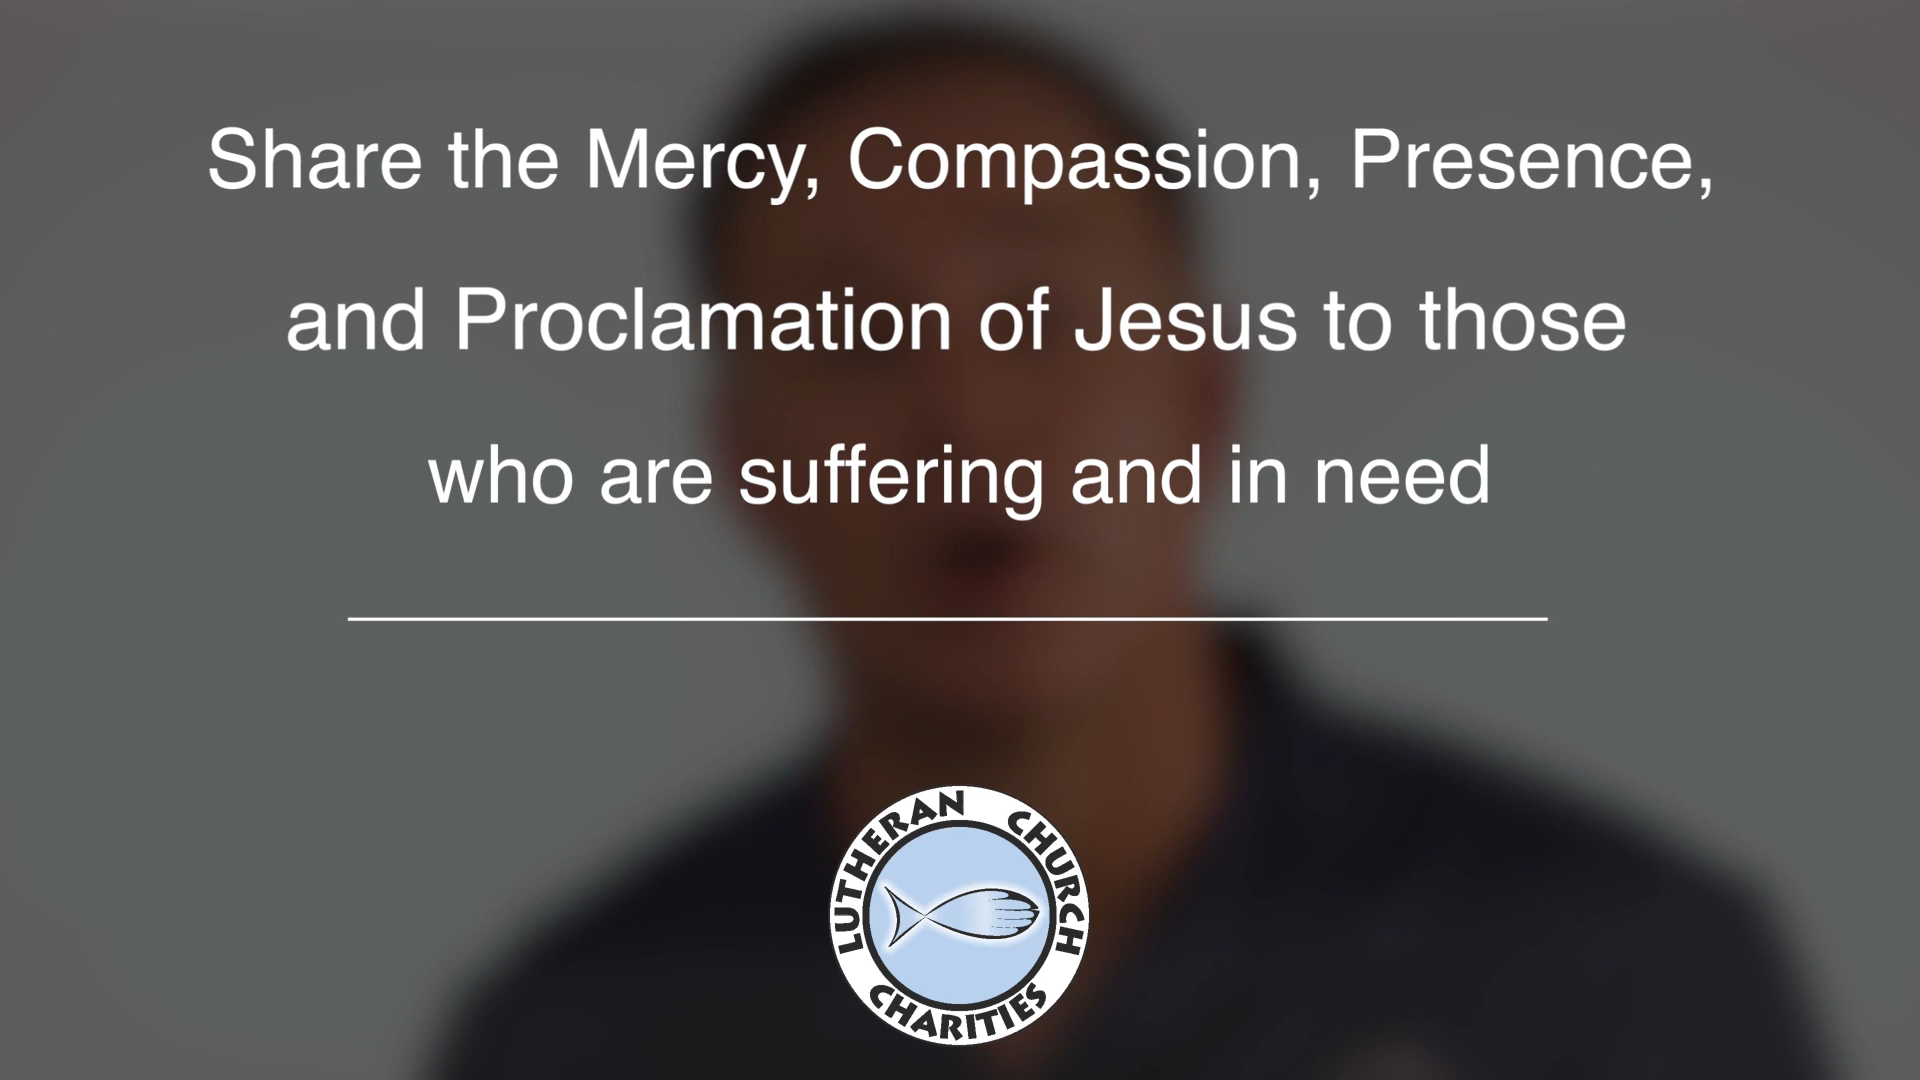 Share the Mercy, Compassion, Presence,
and Proclamation of Jesus to those
who are suffering and in need
LUTHERAN CHURCH
CHARITIES